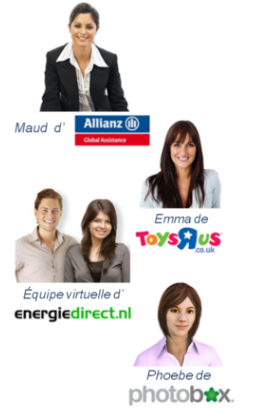 Maud d'
Allianz
Global Assistance
Emma de
ToysRus
.co.uk
Équipe virtuelle d'
energiedirect.nl
Phoebe de
photobox.